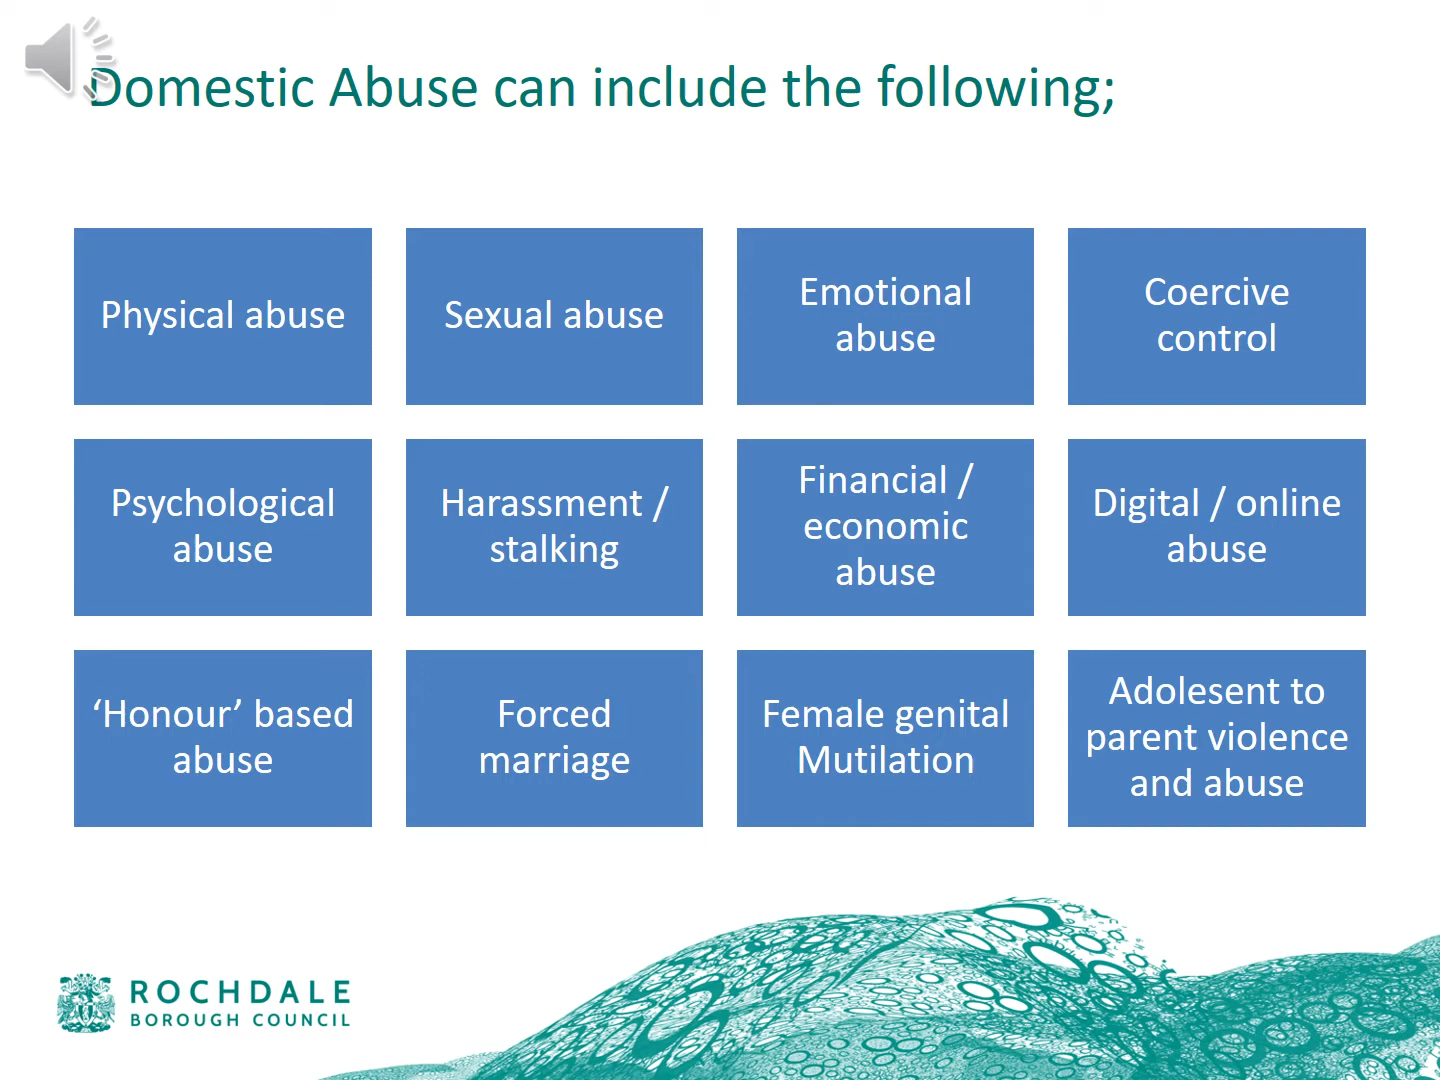 Domestic Abuse can include the following;
Physical abuse
Sexual abuse
Emotional
abuse
Coercive
control
Psychological
abuse
Harassment /
stalking
Financial /
economic
abuse
Digital / online
abuse
‘Honour’ based
abuse
Forced
marriage
Female genital
Mutilation
Adolesent to
parent violence
and abuse
ROCHDALE
BOROUGH COUNCIL